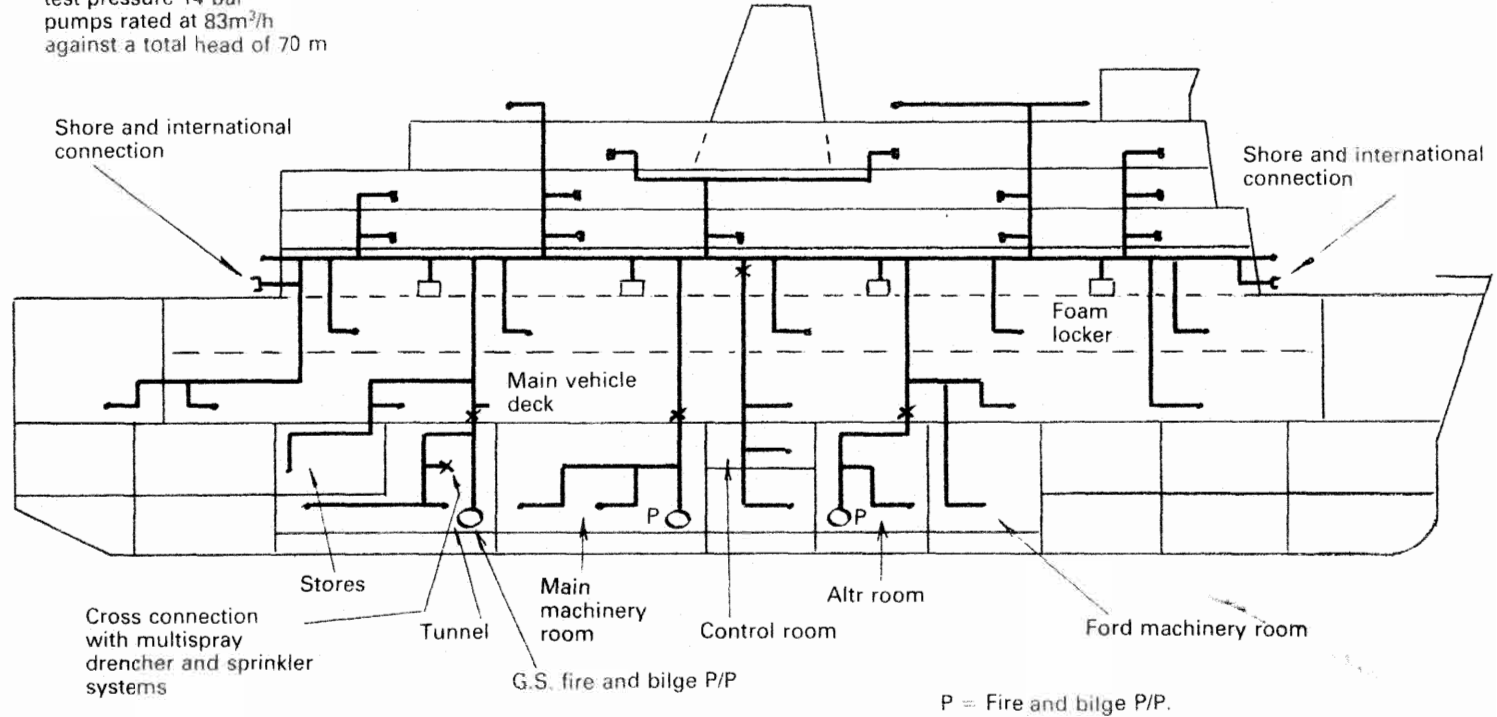 test pressure 14 bar
pumps rated at 83m³/h
against a total head of 70 m
Shore and international
connection
Shore and international
connection
Foam
locker
Main vehicle
deck
P
P
Stores
Main
machinery
room
Altr room
Cross connection
with multispray
drencher and sprinkler
systems
Tunnel
Control room
Ford machinery room
G.S. fire and bilge P/P
P = Fire and bilge P/P.